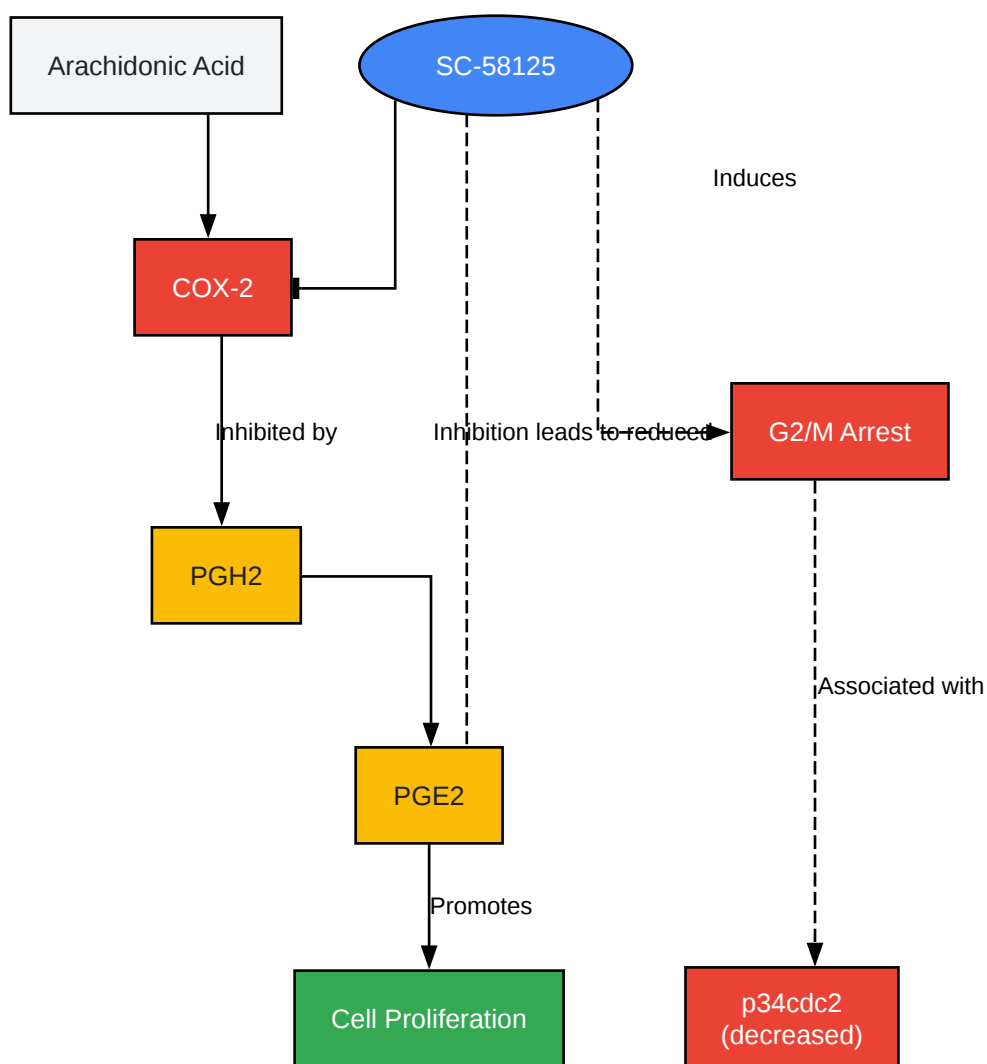 Arachidonic Acid
SC-58125
Induces
COX-2
Inhibited by
Inhibition leads to reduced
G2/M Arrest
PGH2
Associated with
PGE2
Promotes
Cell Proliferation
p34cdc2
(decreased)